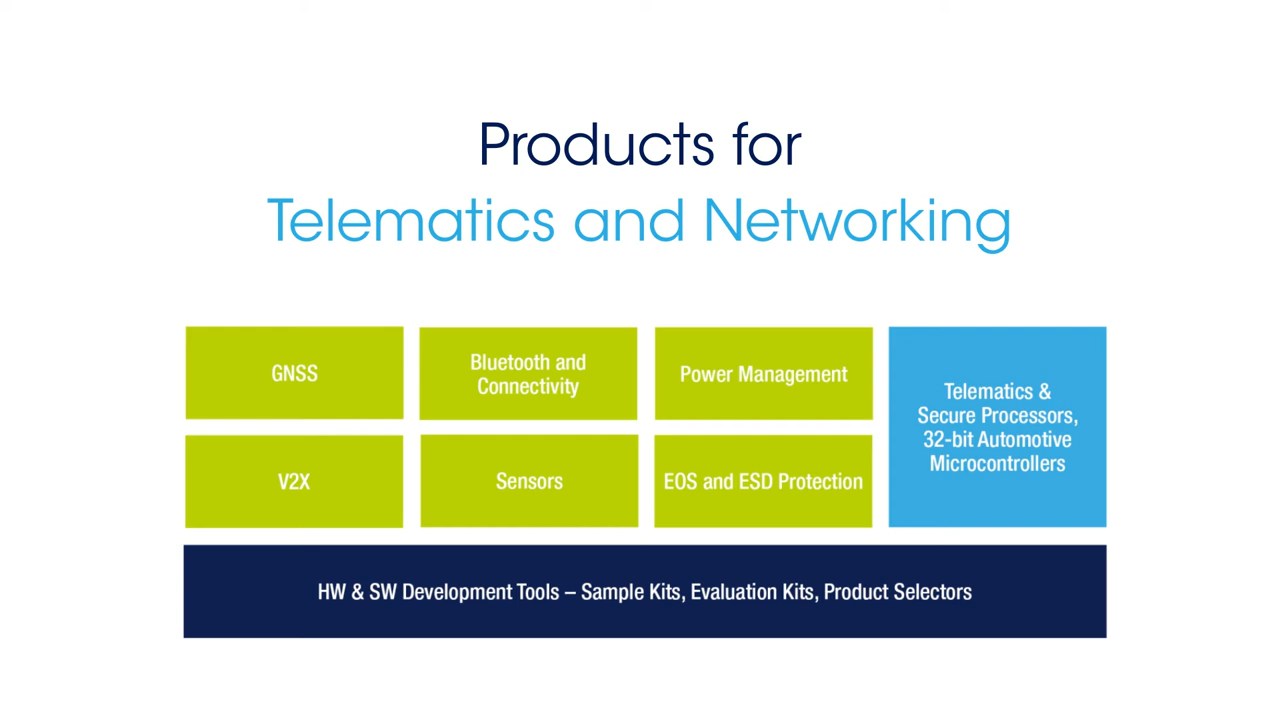 Products for
Telematics and Networking
GNSS
Bluetooth and
Connectivity
Power Management
Telematics &
Secure Processors,
32-bit Automotive
Microcontrollers
V2X
Sensors
EOS and ESD Protection
HW & SW Development Tools – Sample Kits, Evaluation Kits, Product Selectors